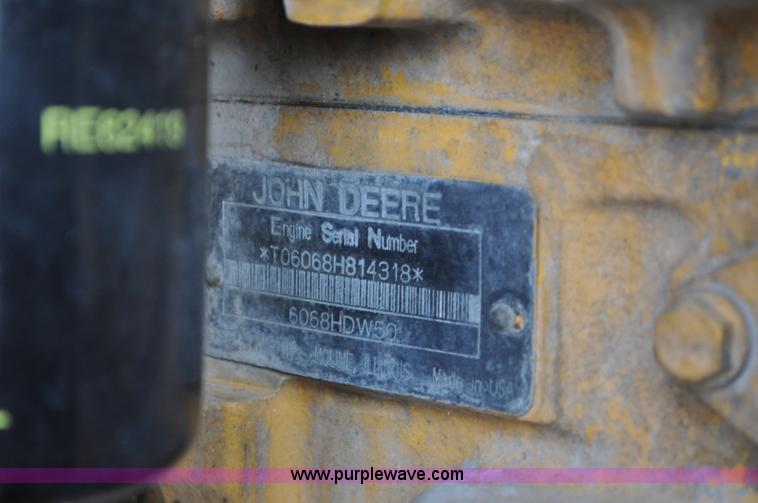 RE62419
JOHN DEERE
Engine Serial Number
*T06068H814318*
6068HDW50
MOLINE, ILLINOIS Made in USA
www.purplewave.com